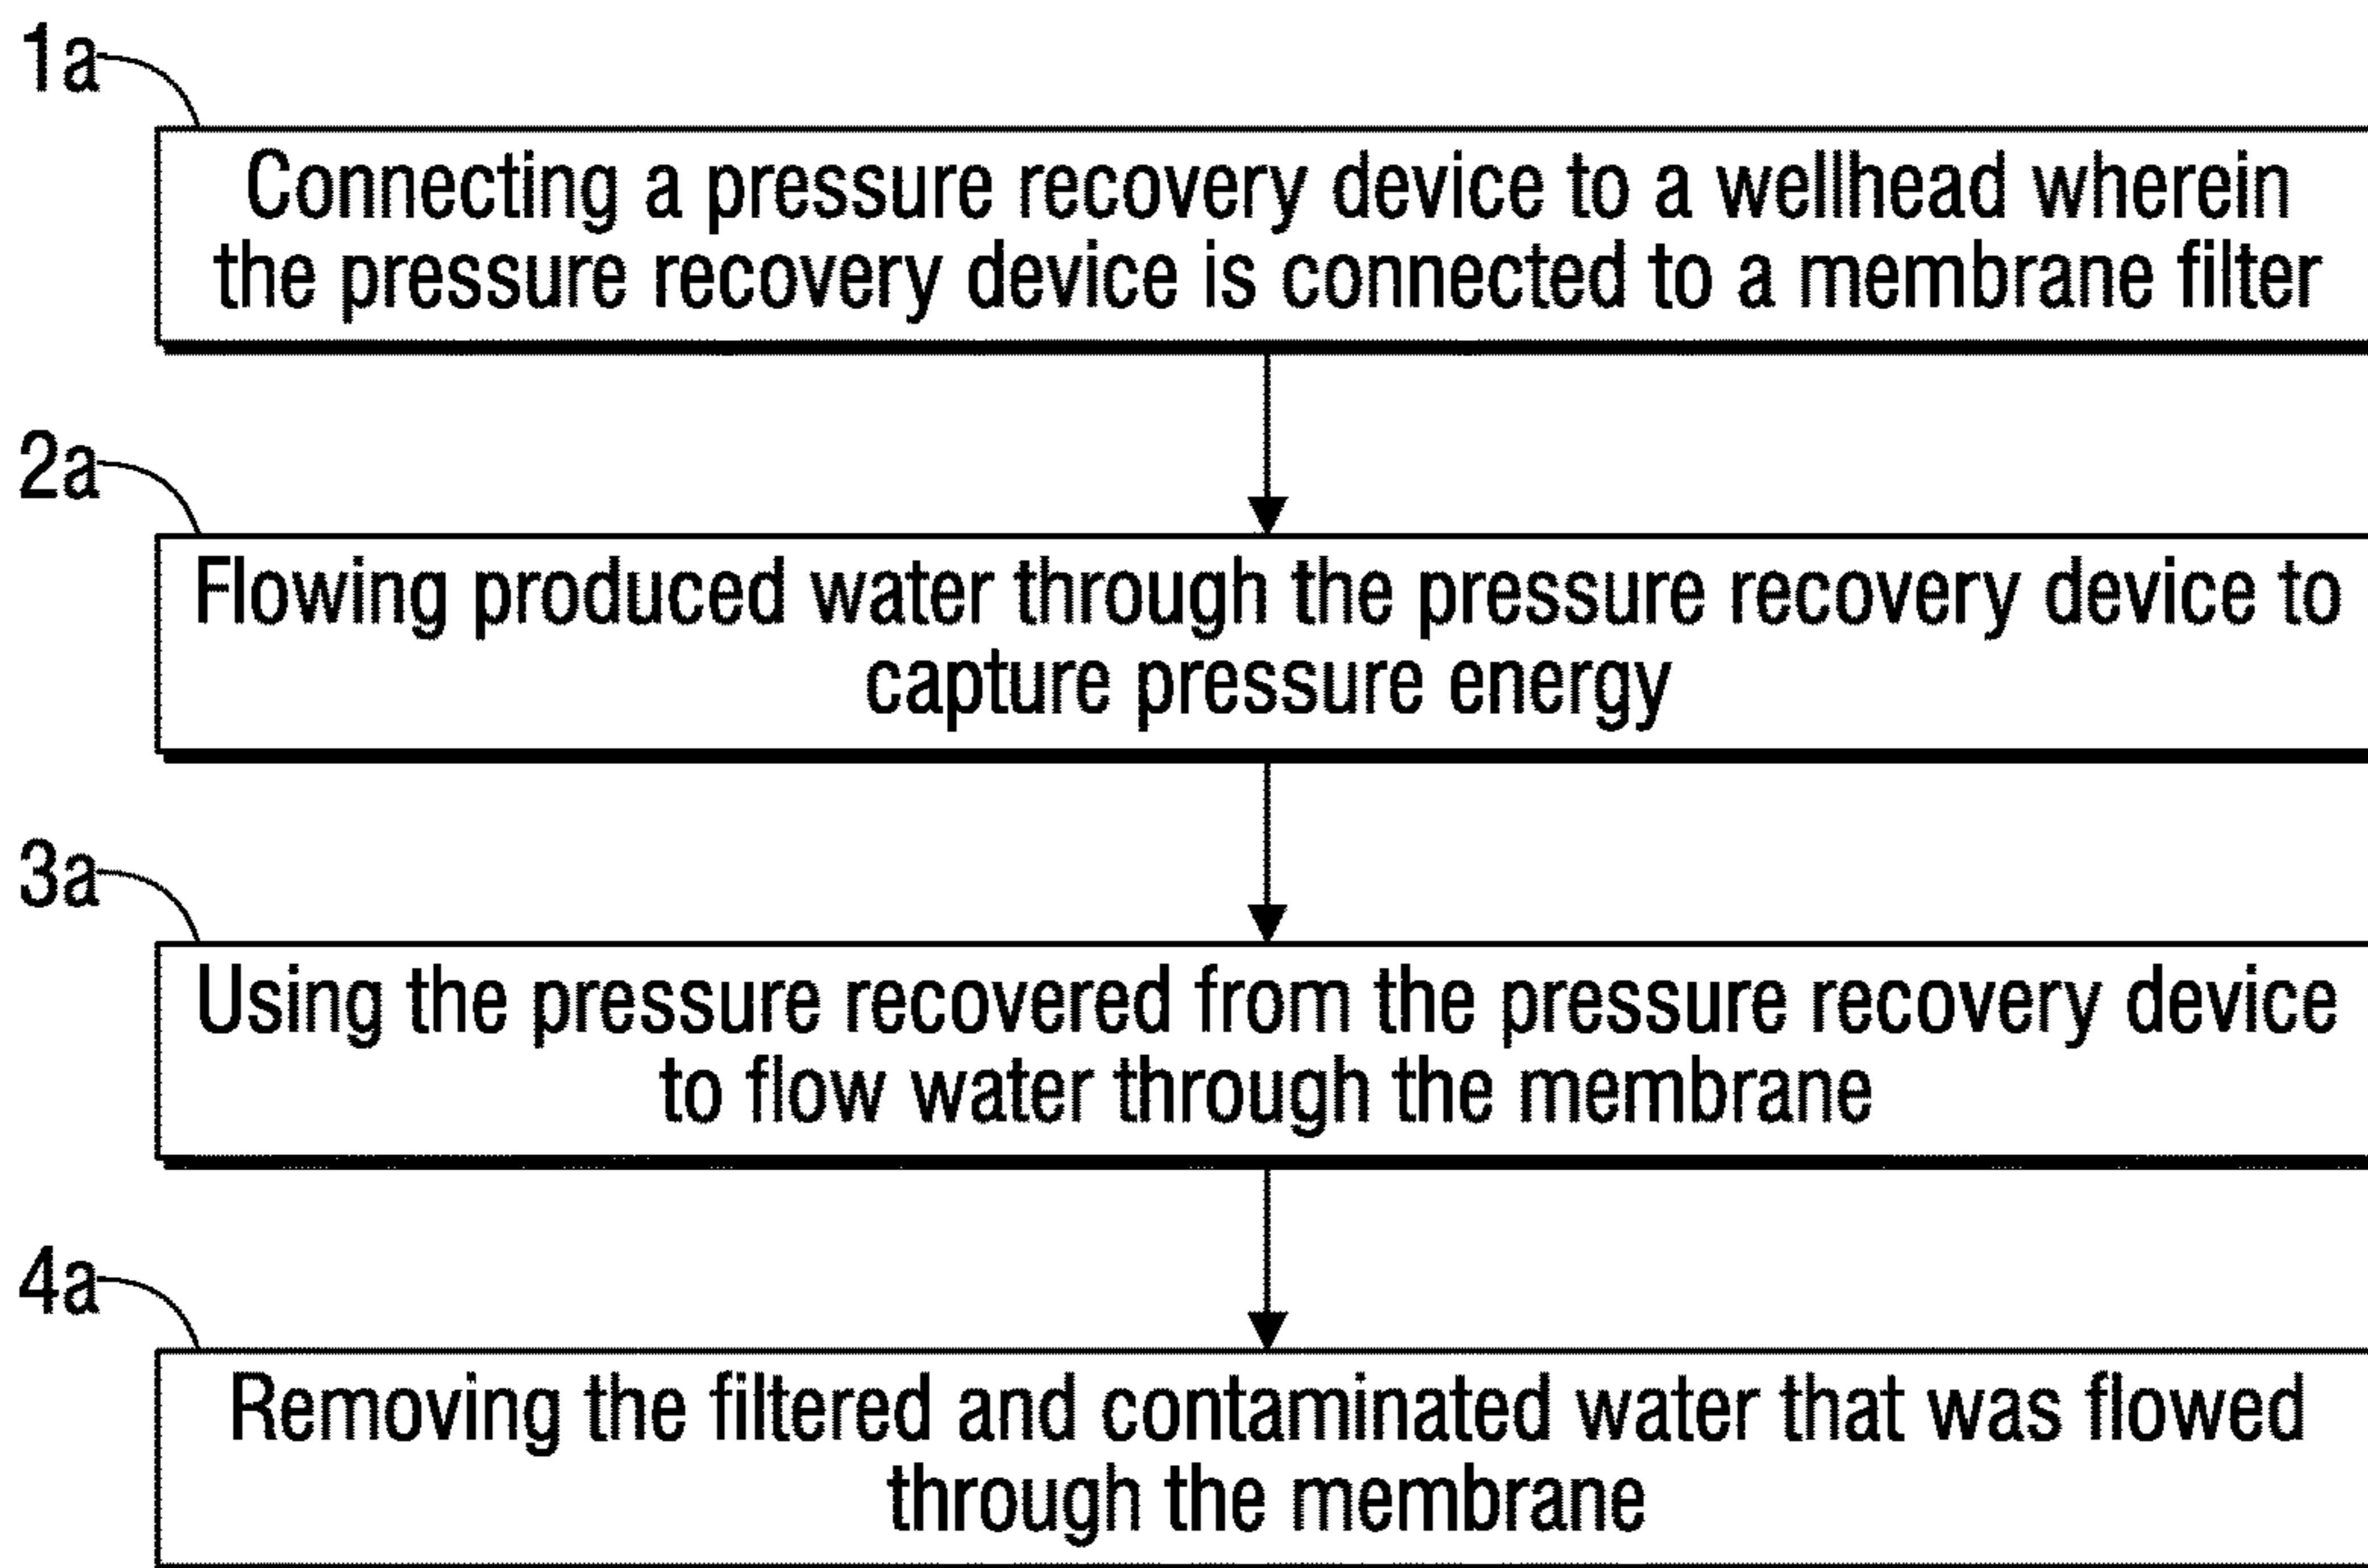 1a
Connecting a pressure recovery device to a wellhead wherein
the pressure recovery device is connected to a membrane filter
2a
Flowing produced water through the pressure recovery device to
capture pressure energy
3a
Using the pressure recovered from the pressure recovery device
to flow water through the membrane
4a
Removing the filtered and contaminated water that was flowed
through the membrane